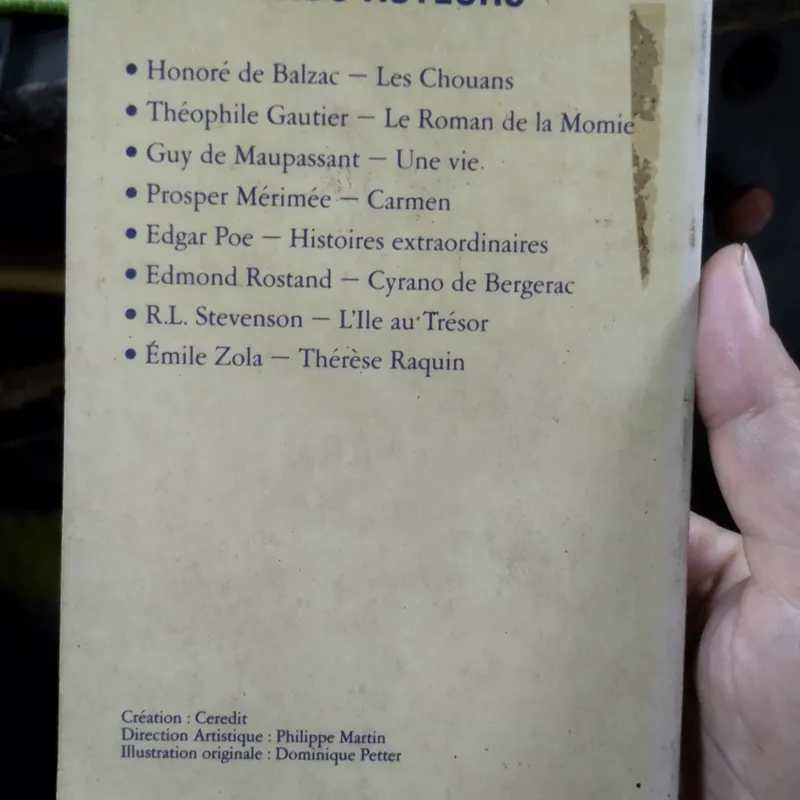 • Honoré de Balzac — Les Chouans
• Théophile Gautier — Le Roman de la Momie
• Guy de Maupassant — Une vie
• Prosper Mérimée — Carmen
• Edgar Poe — Histoires extraordinaires
• Edmond Rostand — Cyrano de Bergerac
• R.L. Stevenson — L'Ile au Trésor
• Émile Zola — Thérèse Raquin
Création : Ceredit
Direction Artistique : Philippe Martin
Illustration originale : Dominique Petter